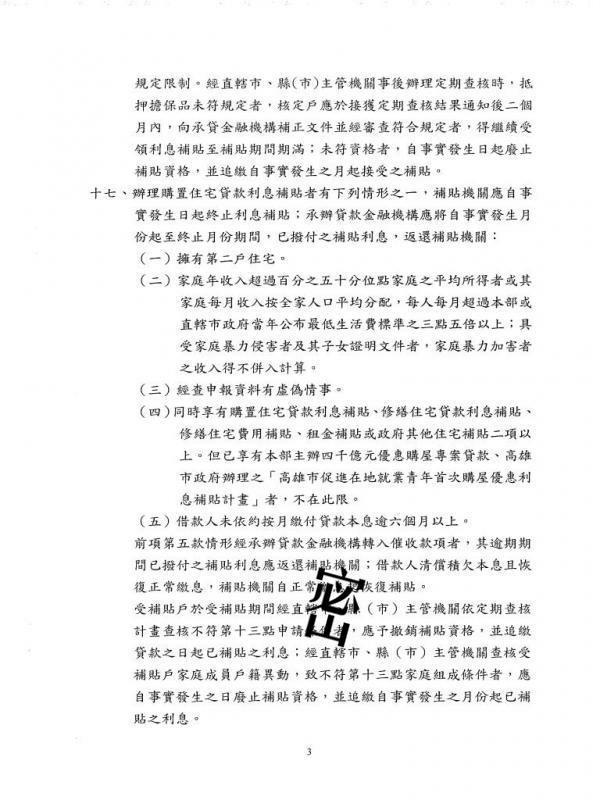 規定限制。經直轄市、縣(市)主管機關事後辦理定期查核時，抵
押擔保品未符規定者，核定戶應於接獲定期查核結果通知後二個
月內，向承貸金融機構補正文件並經審查符合規定者，得繼續受
領利息補貼至補貼期間期滿；未符資格者，自事實發生日起廢止
補貼資格，並追繳自事實發生之月起接受之補貼。
十七、辦理購置住宅貸款利息補貼者有下列情形之一，補貼機關應自事
實發生日起終止利息補貼；承辦貸款金融機構應將自事實發生月
份起至終止月份期間，已撥付之補貼利息，返還補貼機關：
（一）擁有第二戶住宅。
（二）家庭年收入超過百分之五十分位點家庭之平均所得者或其
家庭每月收入按全家人口平均分配，每人每月超過本部或
直轄市政府當年公布最低生活費標準之三點五倍以上；具
受家庭暴力侵害者及其子女證明文件者，家庭暴力加害者
之收入得不併入計算。
（三）經查申報資料有虛偽情事。
（四）同時享有購置住宅貸款利息補貼、修繕住宅貸款利息補貼、
修繕住宅費用補貼、租金補貼或政府其他住宅補貼二項以
上。但已享有本部主辦四千億元優惠購屋專案貸款、高雄
市政府辦理之「高雄市促進在地就業青年首次購屋優惠利
息補貼計畫」者，不在此限。
（五）借款人未依約按月繳付貸款本息逾六個月以上。
前項第五款情形經承辦貸款金融機構轉入催收款項者，其逾期期
間已撥付之補貼利息應返還補貼機關；借款人清償積欠本息且恢
復正常繳息，補貼機關自正常繳息 恢復補貼。
受補貼戶於受補貼期間經直轄 縣（市）主管機關依定期查核
計畫查核不符第十三點申請 者，應予撤銷補貼資格，並追繳
貸款之日起已補貼之利息；經直轄市、縣（市）主管機關查核受
補貼戶家庭成員戶籍異動，致不符第十三點家庭組成條件者，應
自事實發生之日廢止補貼資格，並追繳自事實發生之月份起已補
貼之利息。
密
3